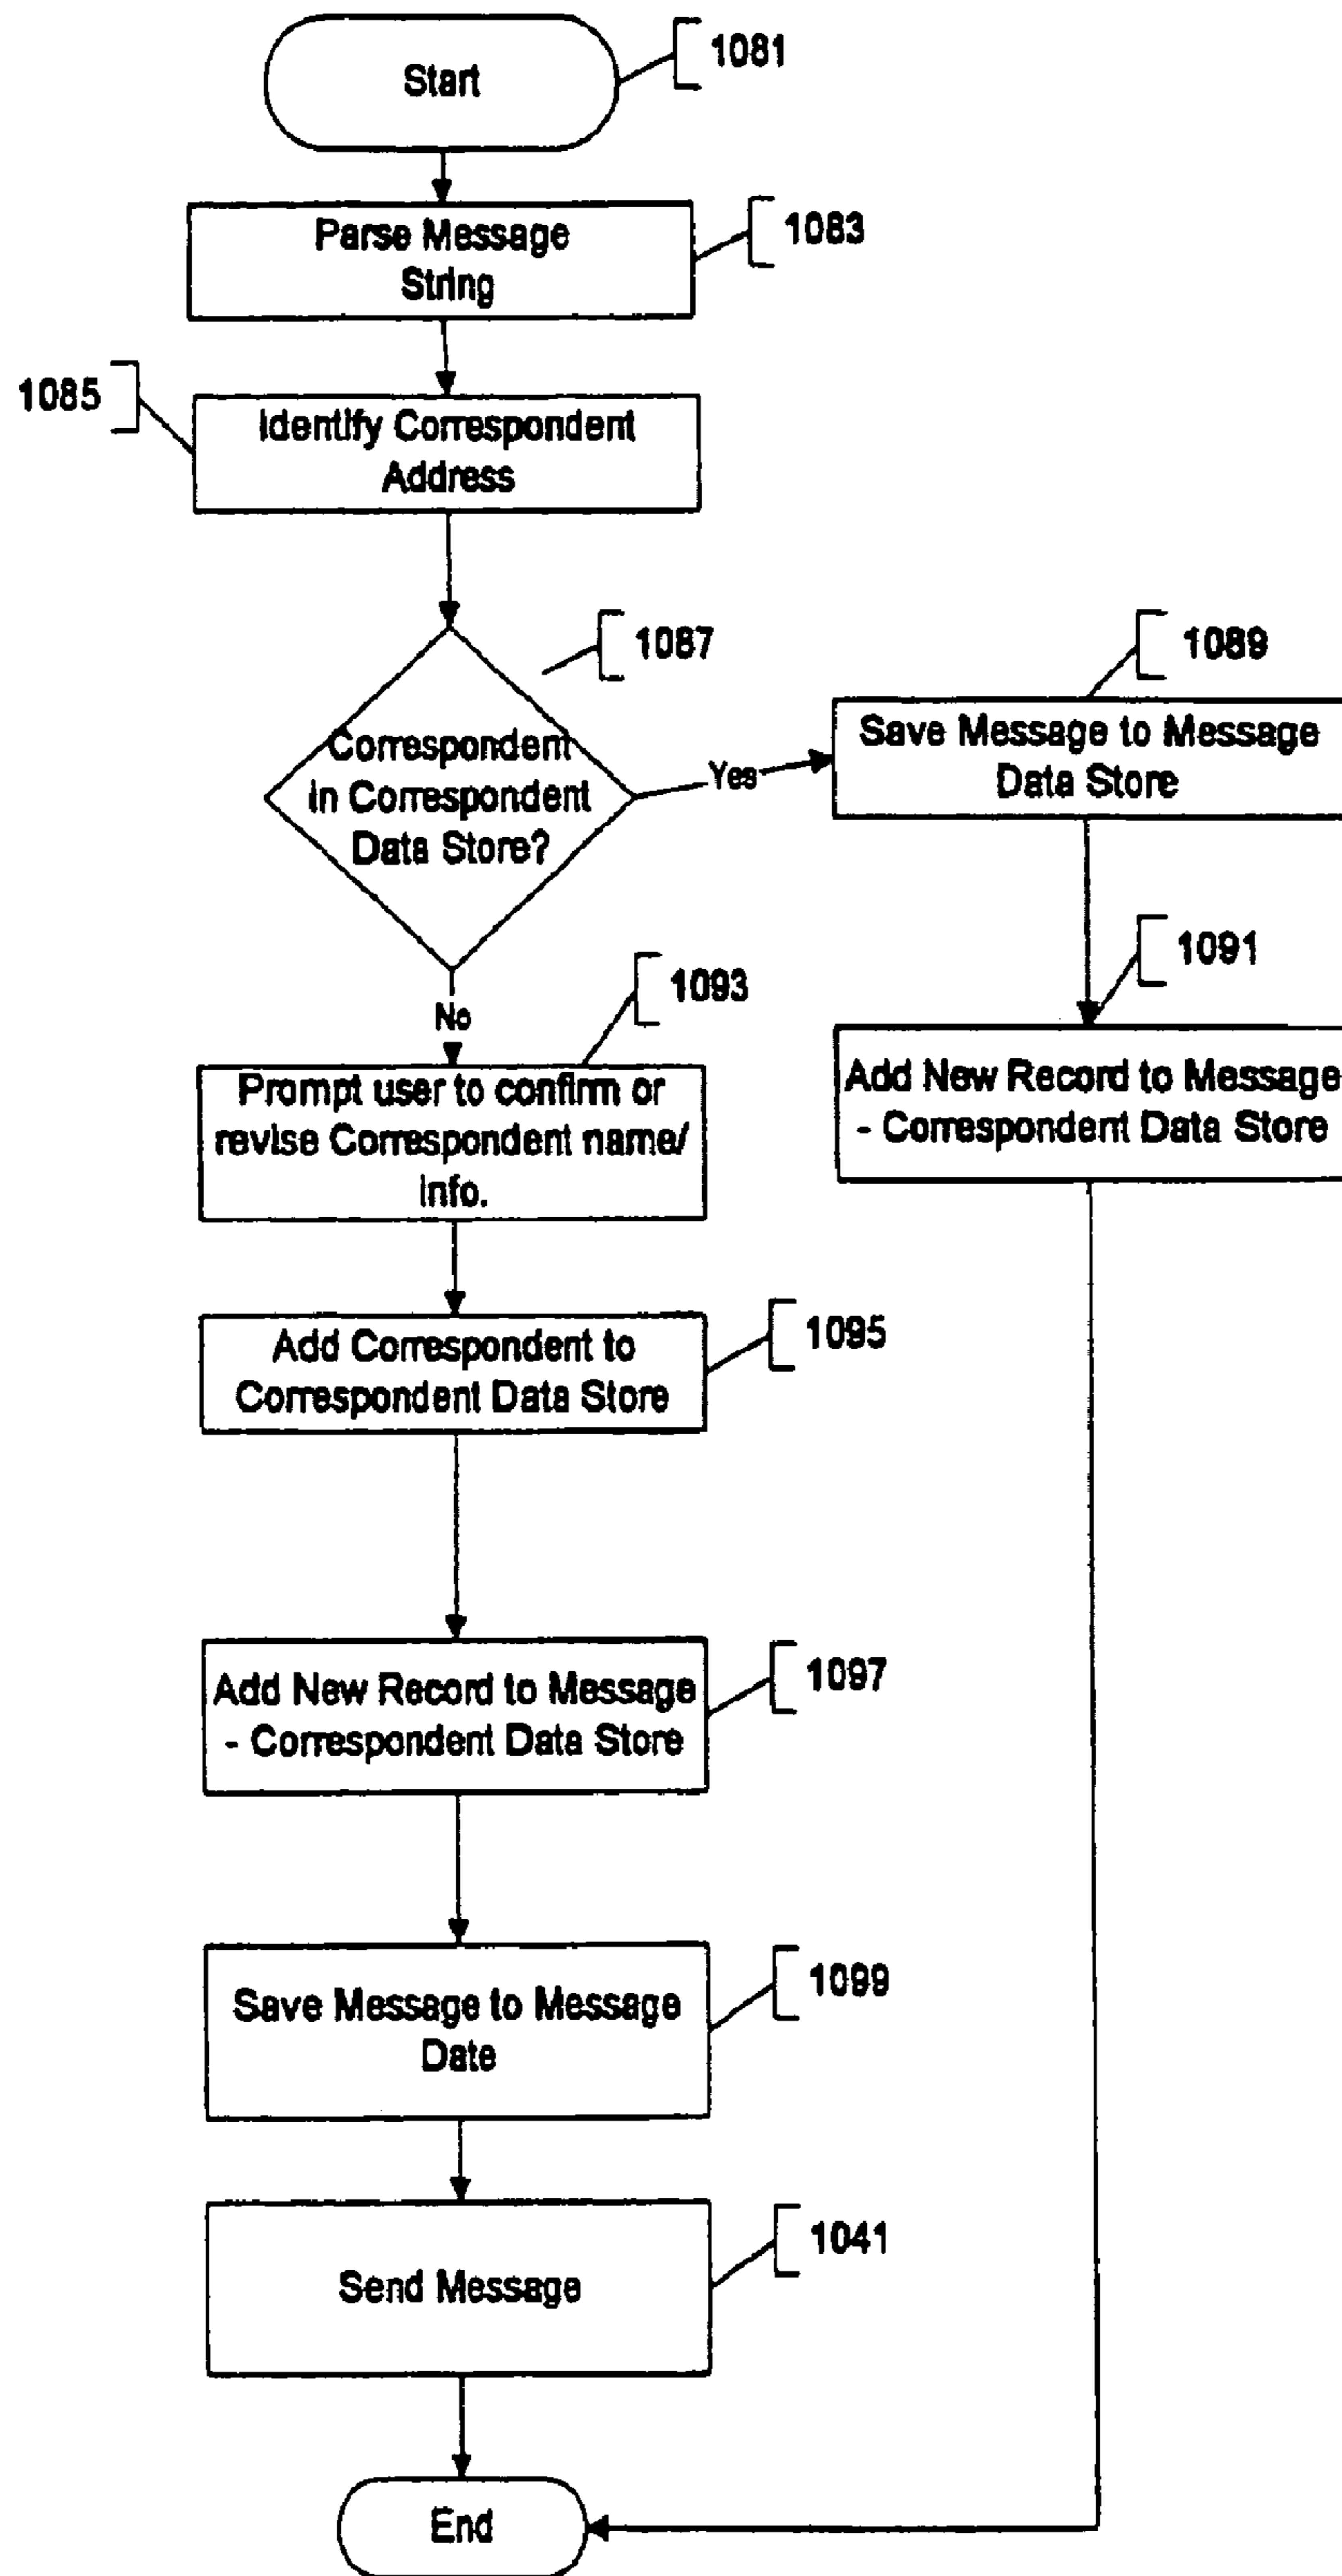 Start
1081
Parse Message
String
1083
1085
Identify Correspondent
Address
1087
Correspondent
in Correspondent
Data Store?
Yes
1089
Save Message to Message
Data Store
1091
Add New Record to Message
- Correspondent Data Store
No
1093
Prompt user to confirm or
revise Correspondent name/
info.
1095
Add Correspondent to
Correspondent Data Store
1097
Add New Record to Message
- Correspondent Data Store
1099
Save Message to Message
Date
1041
Send Message
End